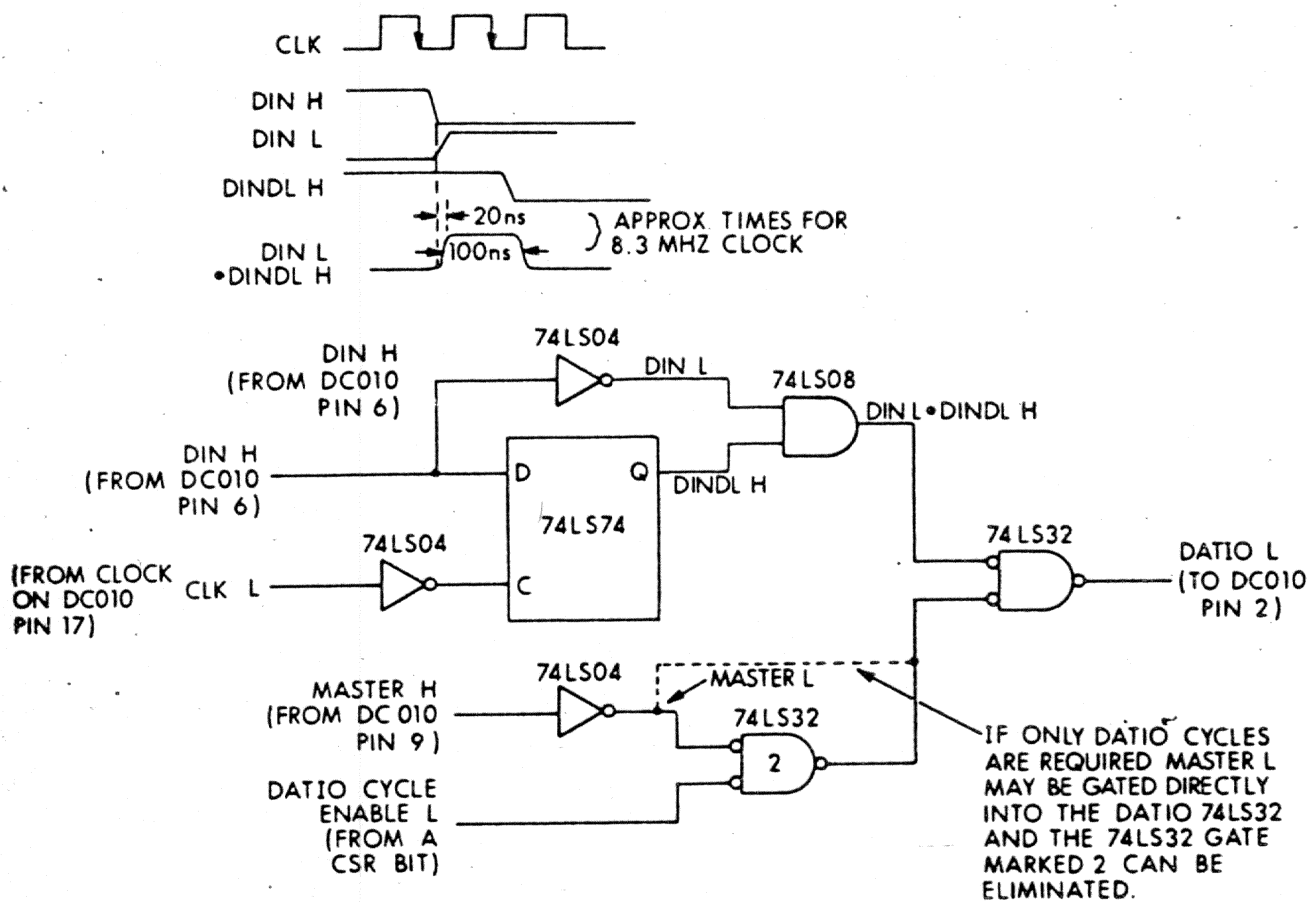 CLK
DIN H
DIN L
DINDL H
20ns
APPROX. TIMES FOR
8.3 MHZ CLOCK
DIN L
•DINDL H
100ns
74LS04
DIN H
(FROM DC010
PIN 6)
DIN L
74LS08
DIN L•DINDL H
DIN H
(FROM DC010
PIN 6)
D
Q
DINDL H
74LS74
74LS32
74LS04
DATIO L
(TO DC010
PIN 2)
(FROM CLOCK
ON DC010
PIN 17)
CLK L
C
74LS04
MASTER L
MASTER H
(FROM DC 010
PIN 9)
74LS32
2
DATIO CYCLE
ENABLE L
(FROM A
CSR BIT)
IF ONLY DATIO CYCLES
ARE REQUIRED MASTER L
MAY BE GATED DIRECTLY
INTO THE DATIO 74LS32
AND THE 74LS32 GATE
MARKED 2 CAN BE
ELIMINATED.